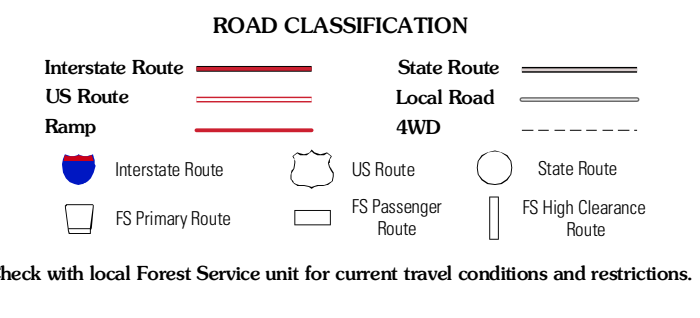 ROAD CLASSIFICATION
Interstate Route
State Route
US Route
Local Road
Ramp
4WD
Interstate Route
US Route
State Route
FS Primary Route
FS Passenger
Route
FS High Clearance
Route
heck with local Forest Service unit for current travel conditions and restrictions.